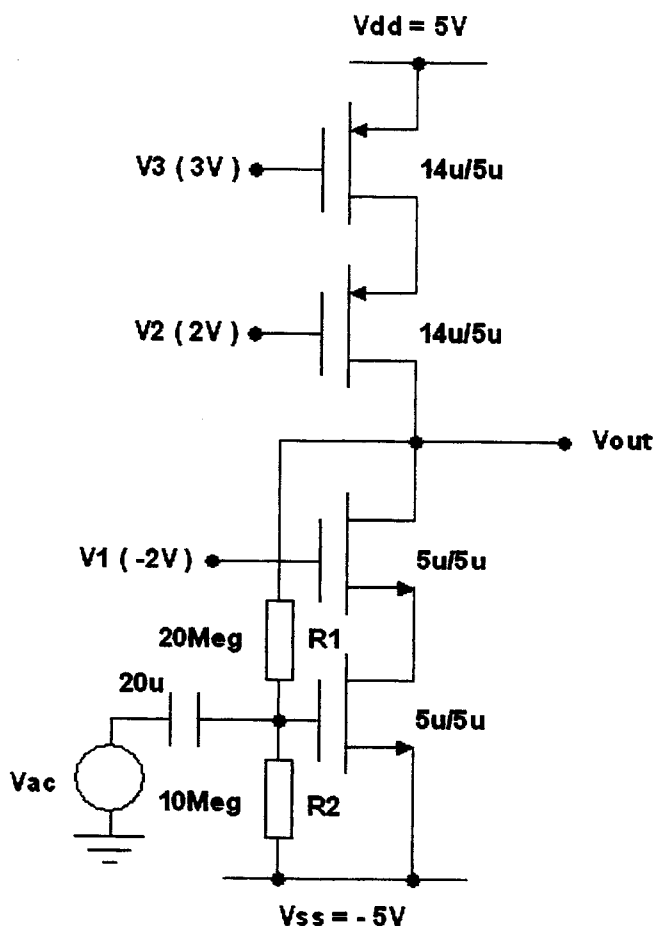 Vdd = 5V
V3 ( 3V )
14u/5u
V2 ( 2V )
14u/5u
Vout
V1 ( -2V )
5u/5u
20Meg
R1
20u
5u/5u
Vac
10Meg
R2
Vss = - 5V